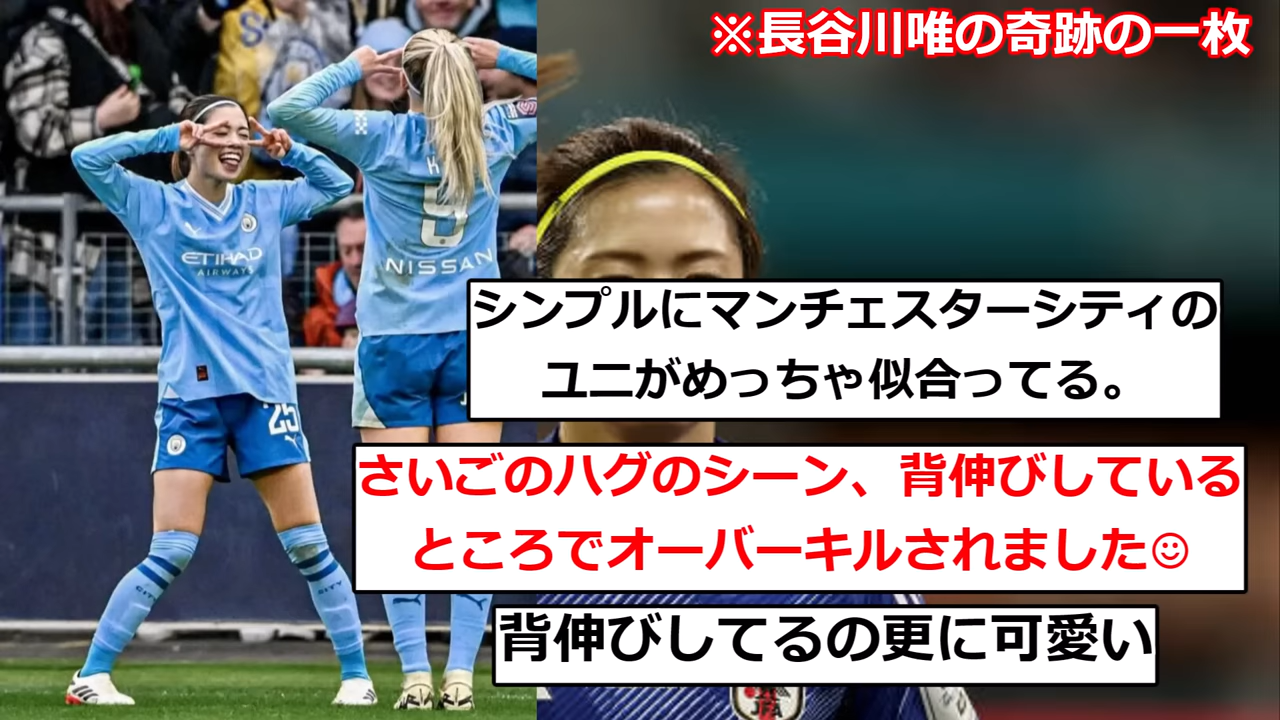 ※長谷川唯の奇跡の一枚
シンプルにマンチェスターシティの
ユニがめっちゃ似合ってる。
さいごのハグのシーン、背伸びしている
ところでオーバーキルされました☺
背伸びしてるの更に可愛い
ETIHAD
AIRWAYS
25
9
NISSAN
CITY
JFA